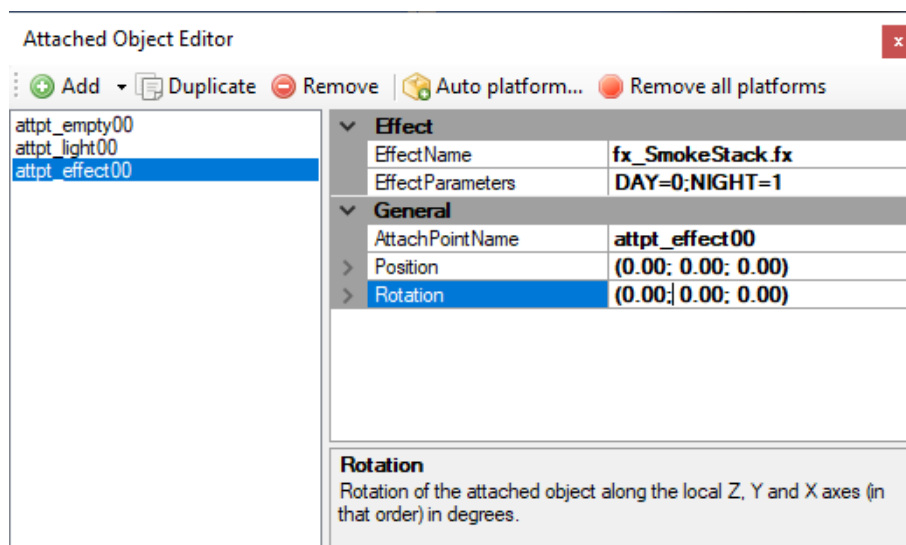 Attached Object Editor
x
Add Duplicate Remove Auto platform... Remove all platforms
attpt_empty00
attpt_light00
attpt_effect00
Effect
EffectName fx_SmokeStack.fx
EffectParameters DAY=0;NIGHT=1
General
AttachPointName attpt_effect00
Position (0.00; 0.00; 0.00)
Rotation (0.00; 0.00; 0.00)
Rotation
Rotation of the attached object along the local Z, Y and X axes (in
that order) in degrees.